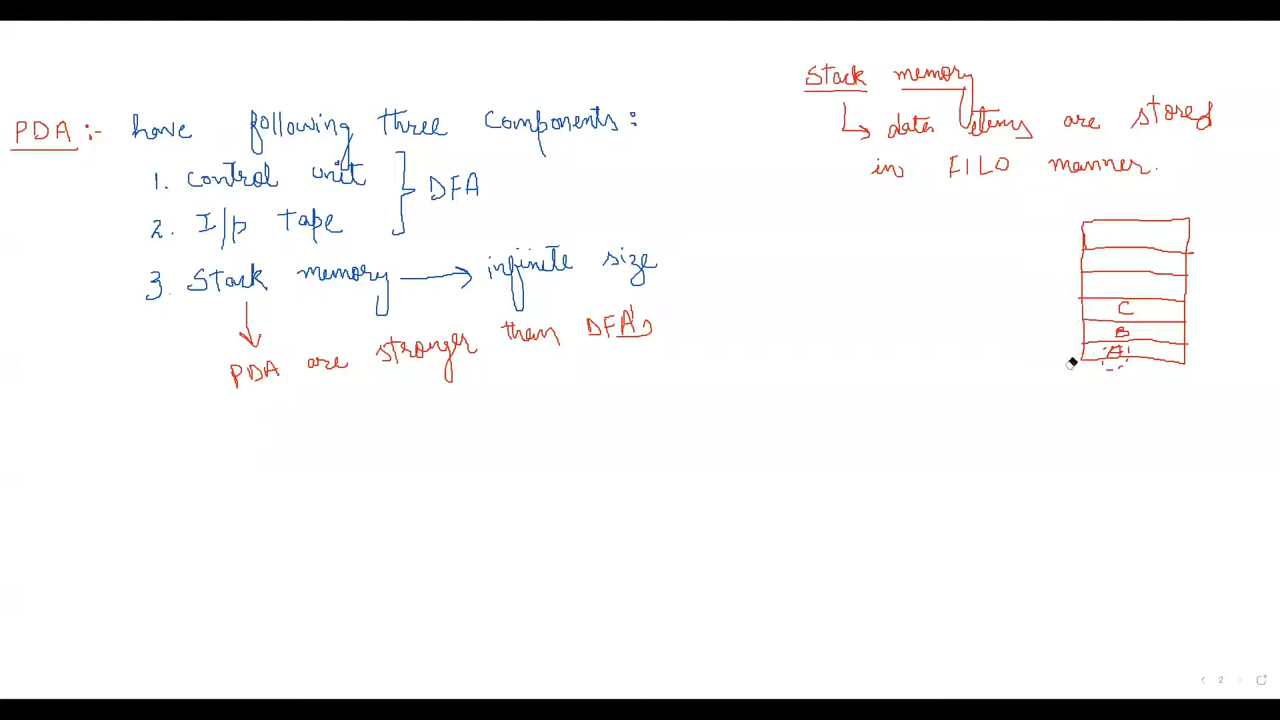 PDA :- have following three components :
1. control unit
2. I/p tape
DFA
3. Stack memory → infinite size
PDA are stronger than DFA's
Stack memory
↳ data items are stored
in FILO manner.
C
B
A
2